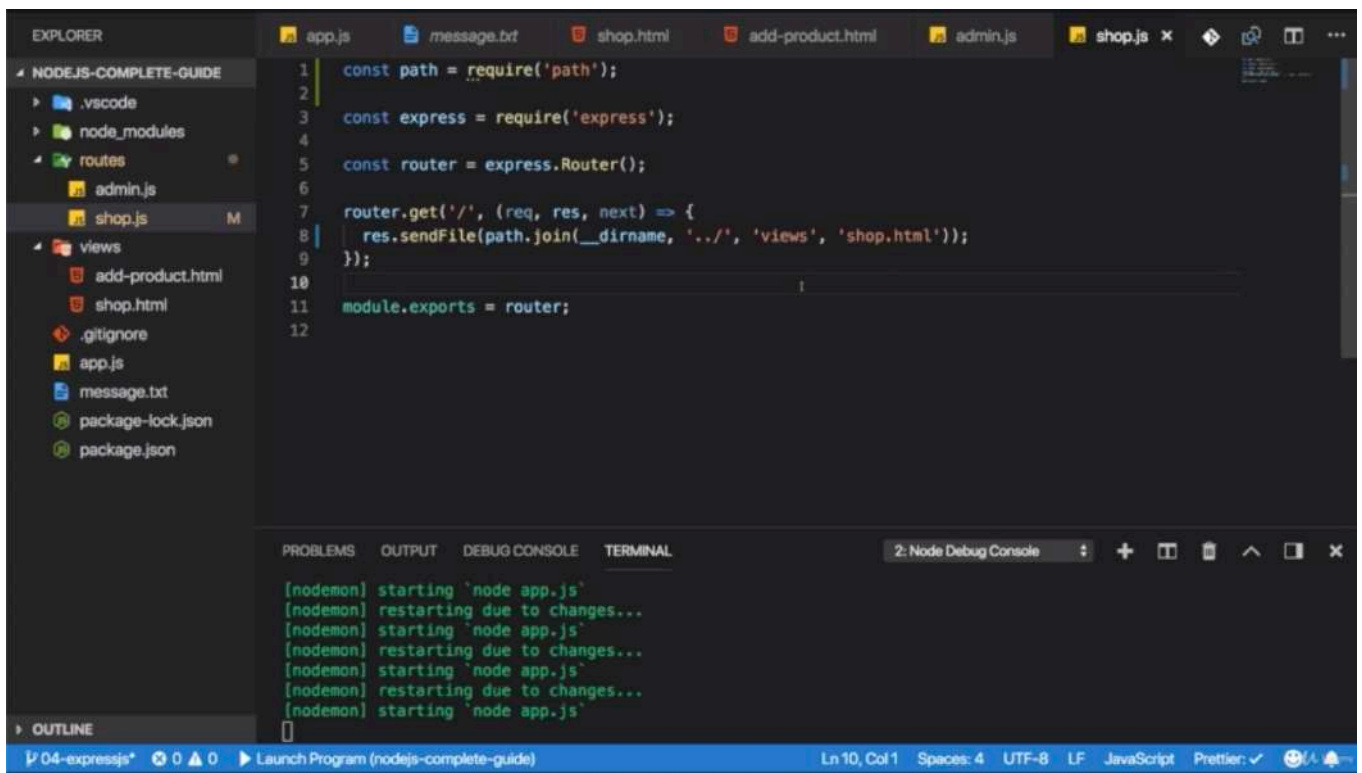 EXPLORER
NODEJS-COMPLETE-GUIDE
.vscode
node_modules
routes
admin.js
shop.js M
views
add-product.html
shop.html
.gitignore
app.js
message.txt
package-lock.json
package.json
OUTLINE
app.js message.txt shop.html add-product.html admin.js shop.js
1 const path = require('path');
2
3 const express = require('express');
4
5 const router = express.Router();
6
7 router.get('/', (req, res, next) => {
8 res.sendFile(path.join(__dirname, '../', 'views', 'shop.html'));
9 });
10
11 module.exports = router;
12
PROBLEMS OUTPUT DEBUG CONSOLE TERMINAL 2: Node Debug Console
[nodemon] starting `node app.js`
[nodemon] restarting due to changes...
[nodemon] starting `node app.js`
[nodemon] restarting due to changes...
[nodemon] starting `node app.js`
[nodemon] restarting due to changes...
[nodemon] starting `node app.js`
04-expressjs* 0 0 Launch Program (nodejs-complete-guide) Ln 10, Col 1 Spaces: 4 UTF-8 LF JavaScript Prettier: ✓